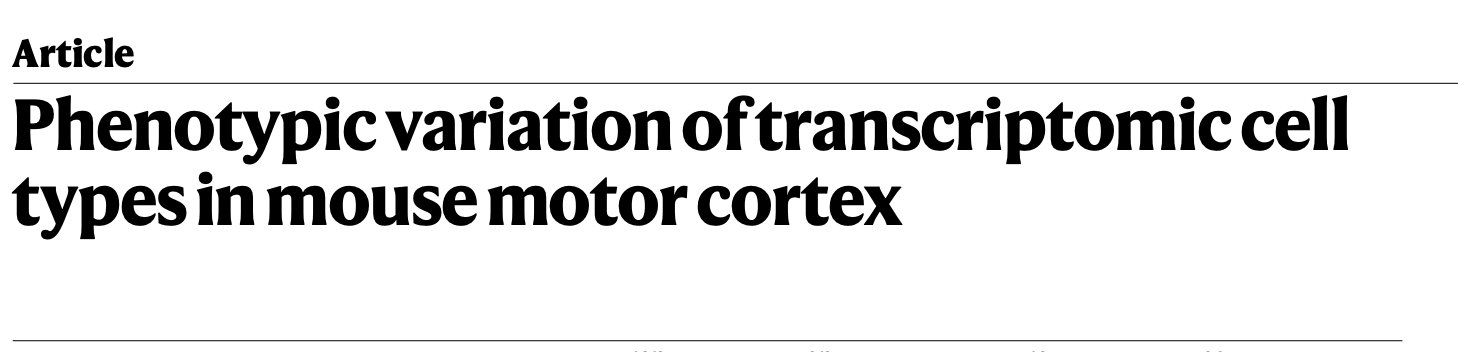 Article
Phenotypic variation of transcriptomic cell
types in mouse motor cortex